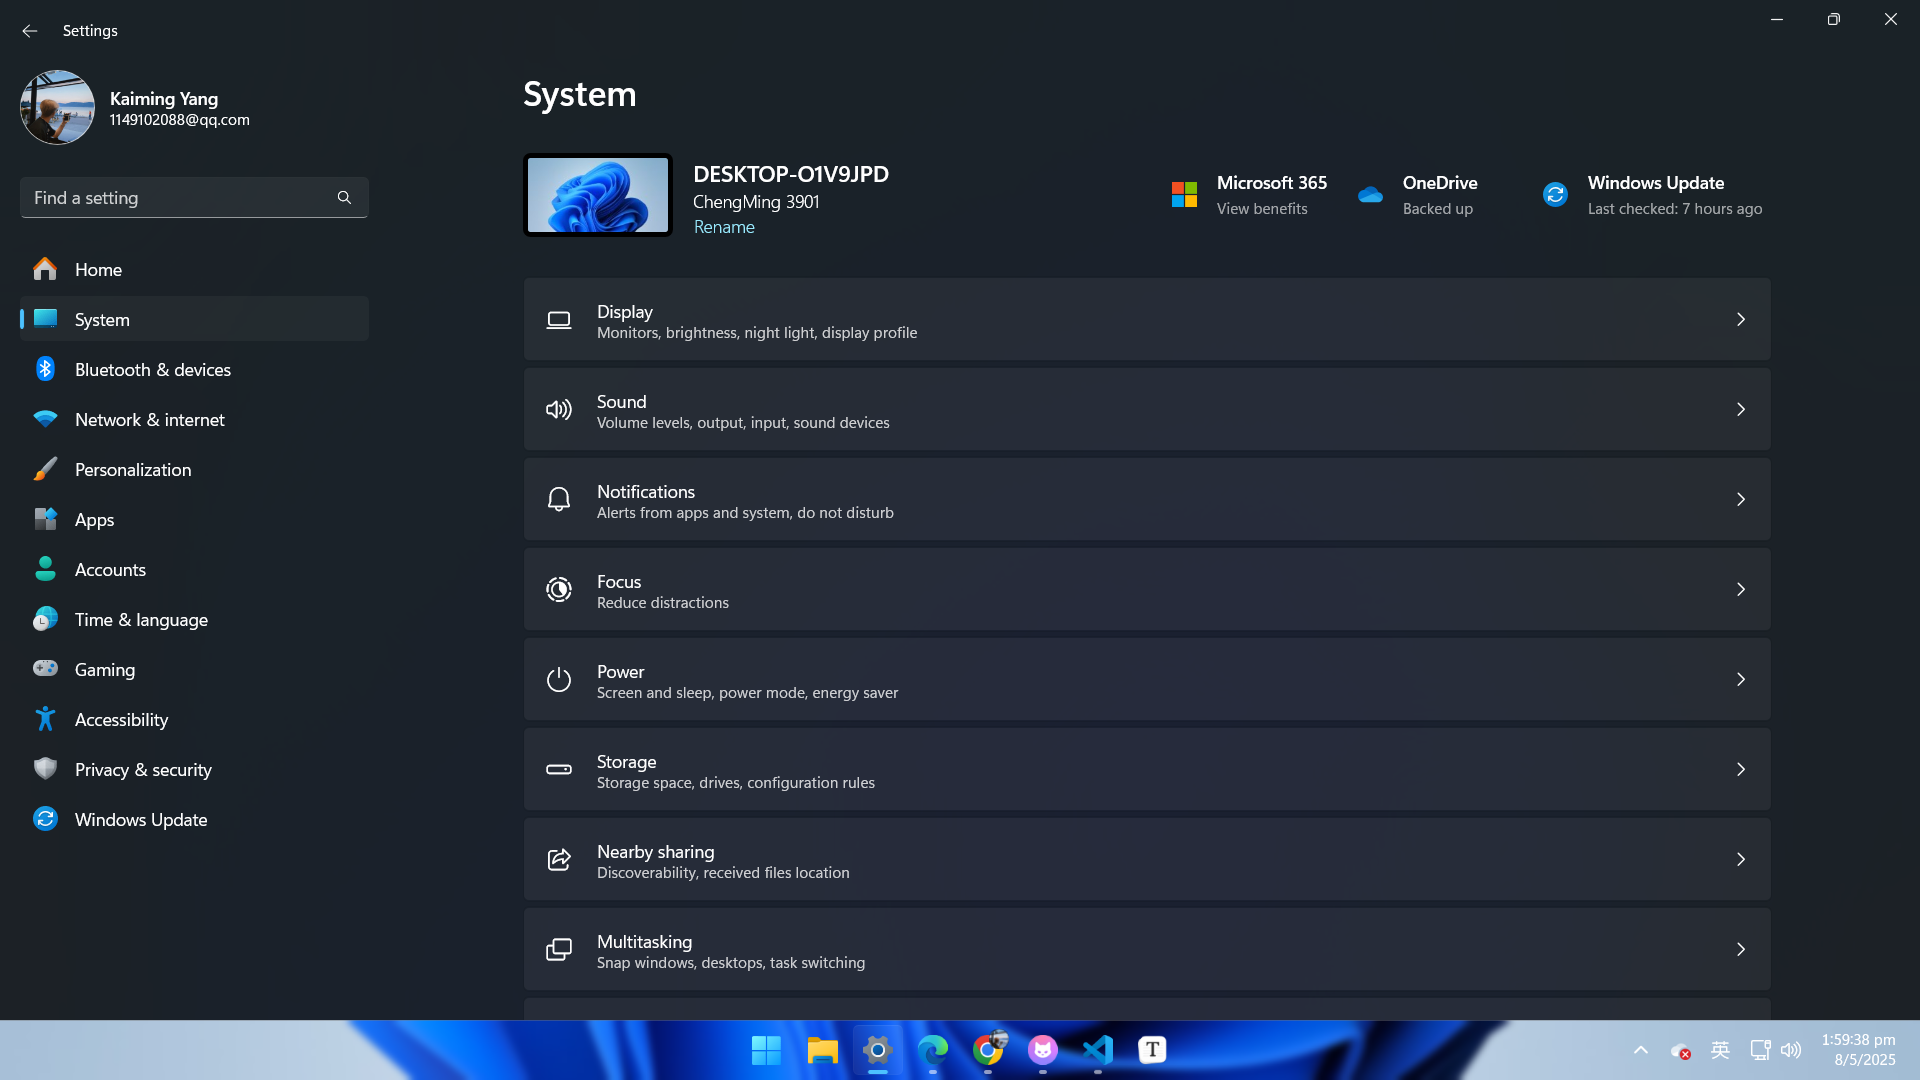 Settings
Kaiming Yang
1149102088@qq.com
Find a setting
Home
System
Bluetooth & devices
Network & internet
Personalization
Apps
Accounts
Time & language
Gaming
Accessibility
Privacy & security
Windows Update
System
DESKTOP-O1V9JPD
ChengMing 3901
Rename
Microsoft 365
View benefits
OneDrive
Backed up
Windows Update
Last checked: 7 hours ago
Display
Monitors, brightness, night light, display profile
Sound
Volume levels, output, input, sound devices
Notifications
Alerts from apps and system, do not disturb
Focus
Reduce distractions
Power
Screen and sleep, power mode, energy saver
Storage
Storage space, drives, configuration rules
Nearby sharing
Discoverability, received files location
Multitasking
Snap windows, desktops, task switching
T
英
1:59:38 pm
8/5/2025